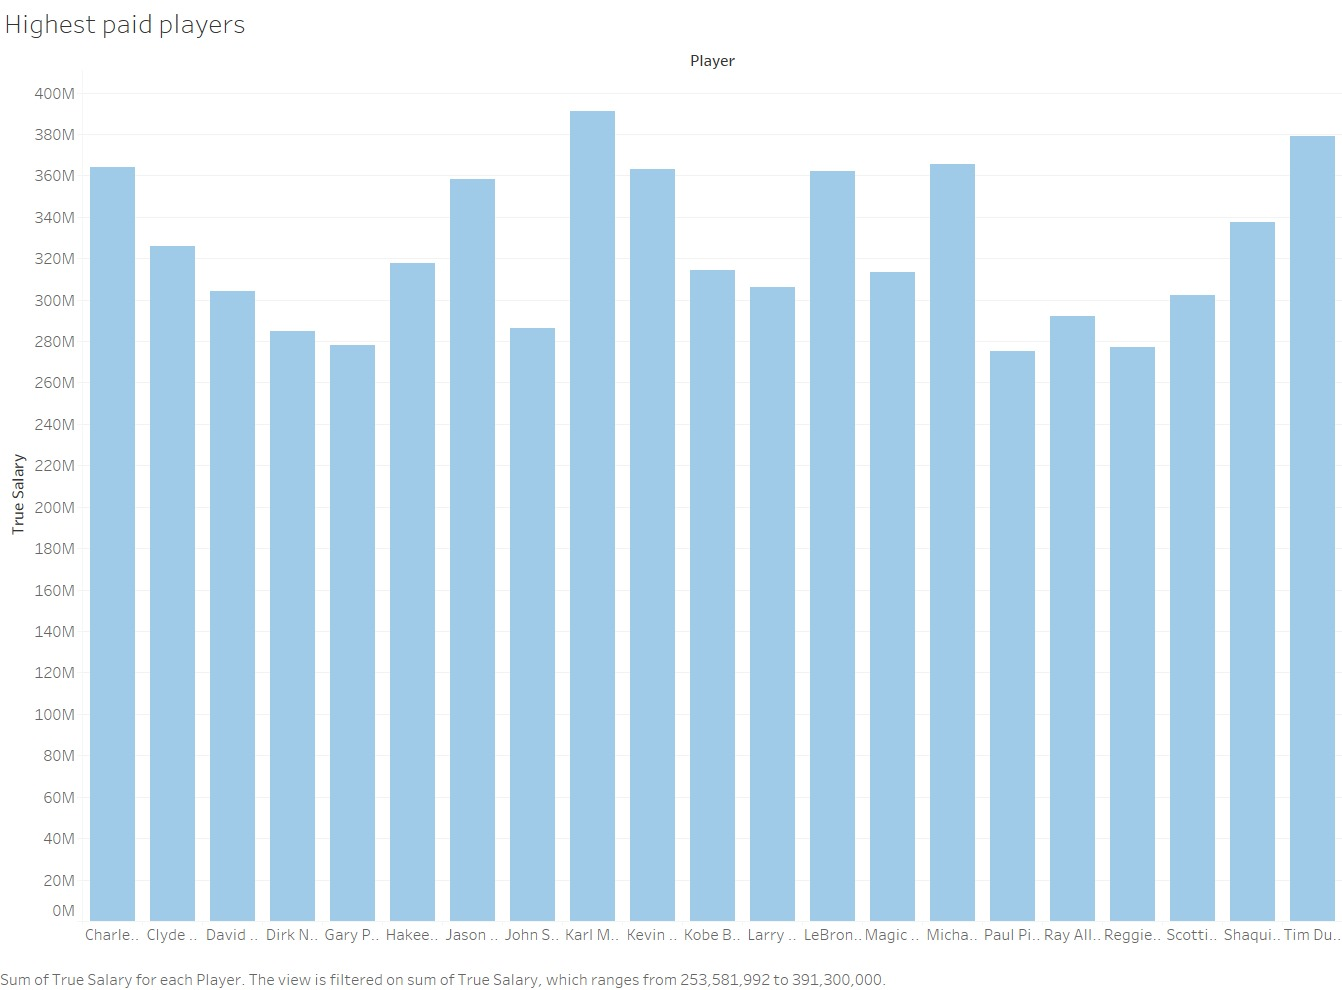 Highest paid players
Player
400M
380M
360M
340M
320M
300M
280M
260M
240M
220M
200M
180M
160M
140M
120M
100M
80M
60M
40M
20M
0M
True Salary
Charle.. Clyde .. David .. Dirk N.. Gary P.. Hakee.. Jason .. John S.. Karl M.. Kevin .. Kobe B.. Larry .. LeBron.. Magic .. Micha.. Paul Pi.. Ray All.. Reggie.. Scotti.. Shaqui.. Tim Du..
Sum of True Salary for each Player. The view is filtered on sum of True Salary, which ranges from 253,581,992 to 391,300,000.